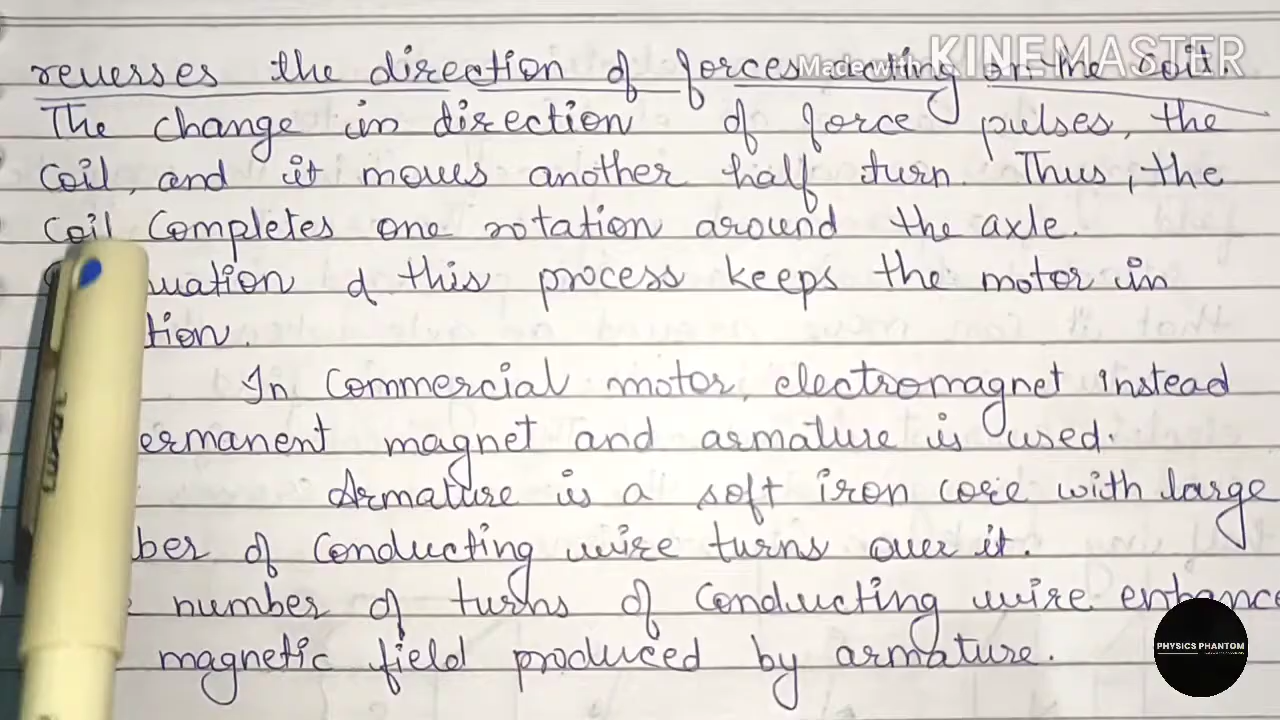 reverses the direction of forces acting on the coil.
Made with KINEMASTER
The change in direction of force pulses, the
coil, and it moves another half turn. Thus, the
coil completes one rotation around the axle.
uation of this process keeps the motor in
tion.
In commercial motor, electromagnet instead
ermanent magnet and armature is used.
Armature is a soft iron core with large
ber of conducting wire turns over it.
number of turns of conducting wire enhance
magnetic field produced by armature.
PHYSICS PHANTOM